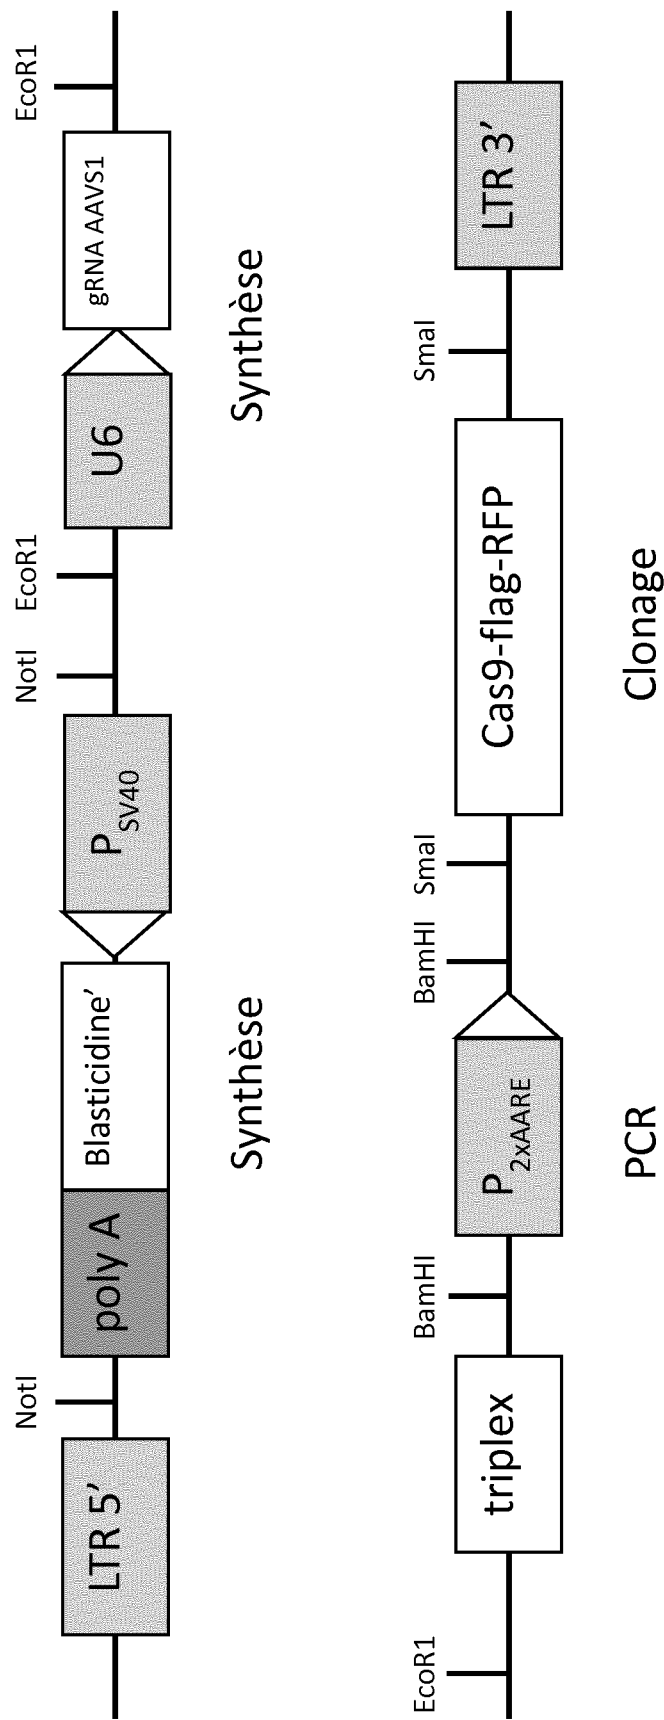 NotI NotI EcoR1 EcoR1
LTR 5’ poly A Blasticidine’ P SV40 U6 gRNA AAVS1
Synthèse Synthèse
EcoR1 BamHI BamHI SmaI SmaI
triplex P 2xAARE Cas9-flag-RFP LTR 3’
PCR Clonage